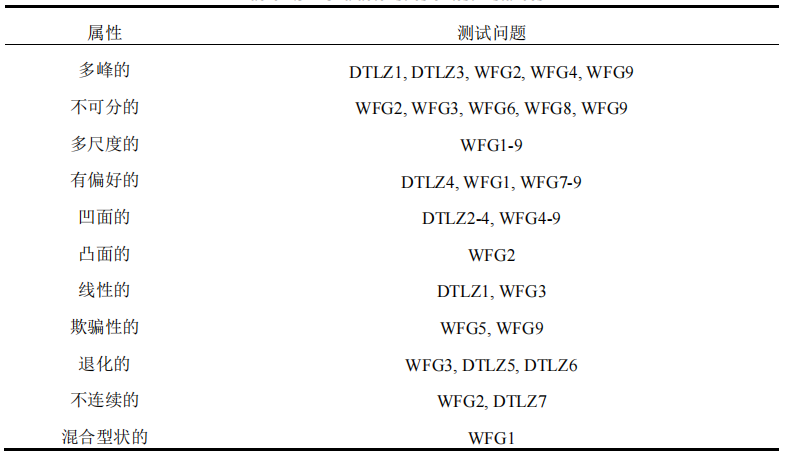 属性 测试问题
多峰的 DTLZ1, DTLZ3, WFG2, WFG4, WFG9
不可分的 WFG2, WFG3, WFG6, WFG8, WFG9
多尺度的 WFG1-9
有偏好的 DTLZ4, WFG1, WFG7-9
凹面的 DTLZ2-4, WFG4-9
凸面的 WFG2
线性的 DTLZ1, WFG3
欺骗性的 WFG5, WFG9
退化的 WFG3, DTLZ5, DTLZ6
不连续的 WFG2, DTLZ7
混合型状的 WFG1